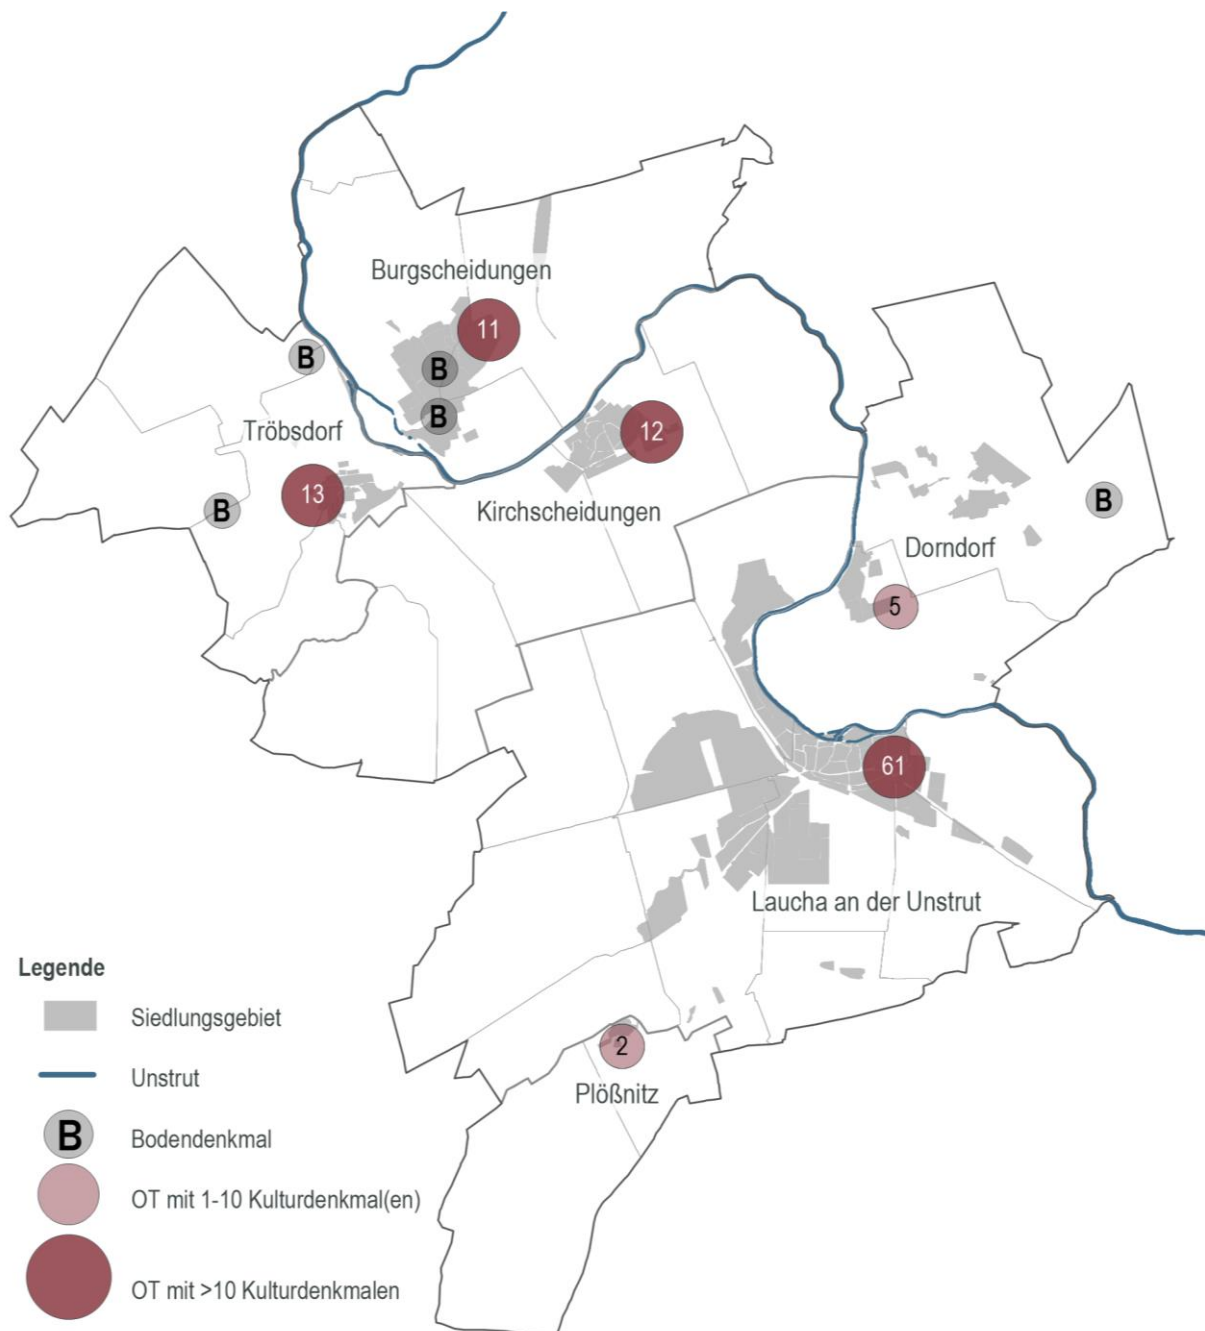 Burgscheidungen
11
B
B
B
Tröbsdorf
12
13
B
Kirchscheidungen
B
Dorndorf
5
61
Laucha an der Unstrut
2
Plößnitz
Legende
Siedlungsgebiet
Unstrut
B
Bodendenkmal
OT mit 1-10 Kulturdenkmal(en)
OT mit >10 Kulturdenkmalen